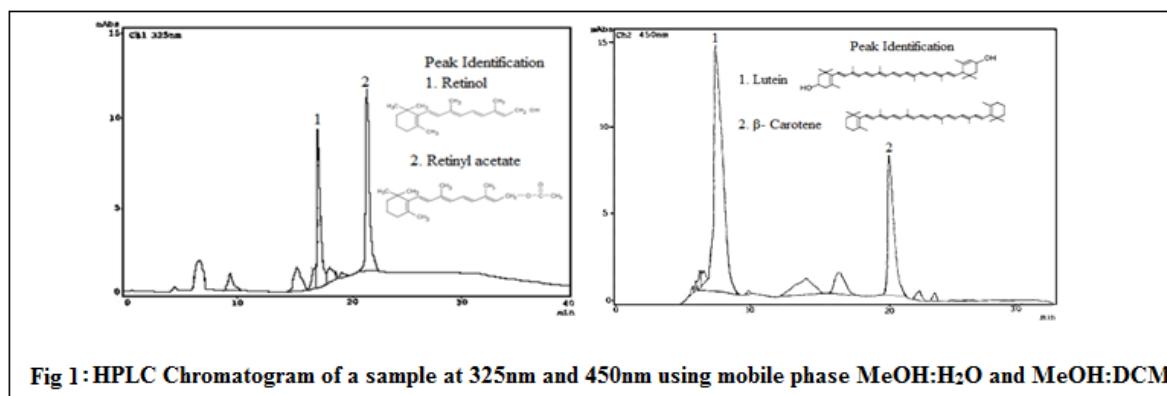 mAbs
15
Ch1 325nm
Peak Identification
1. Retinol
2
10
1
2. Retinyl acetate
5
0
0
10
20
30
40
min
mAbs
15
Ch2 450nm
1
Peak Identification
OH
1. Lutein
HO
2. β- Carotene
10
2
5
0
0
10
20
30
min
Fig 1: HPLC Chromatogram of a sample at 325nm and 450nm using mobile phase MeOH:H₂O and MeOH:DCM